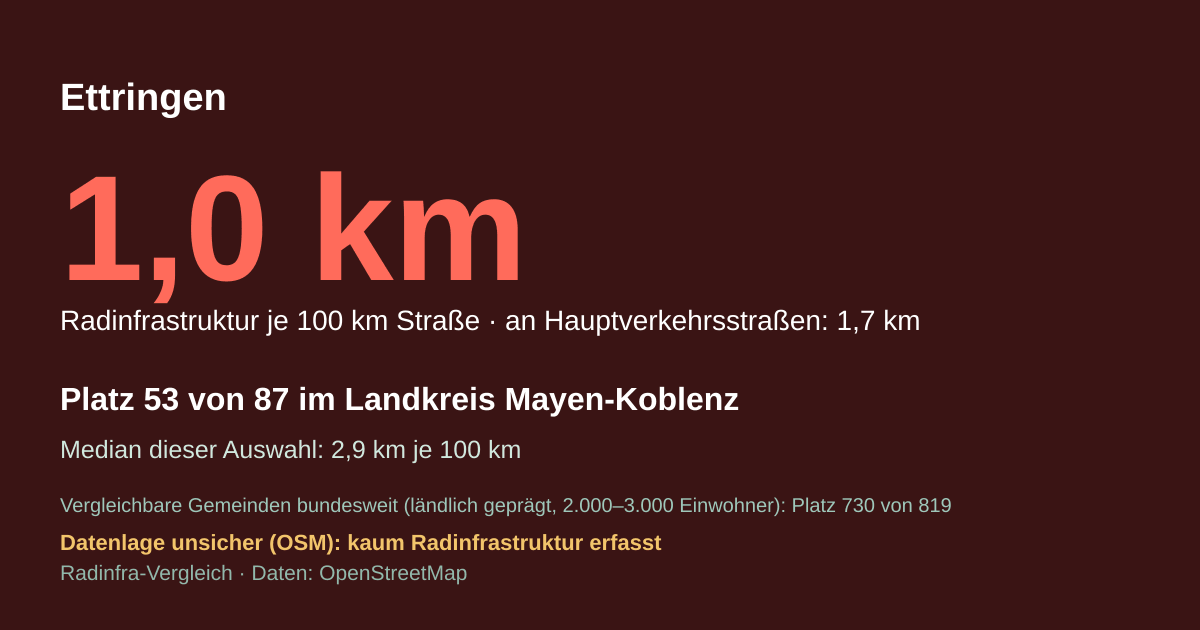 Ettringen
1,0 km
Radinfrastruktur je 100 km Straße · an Hauptverkehrsstraßen: 1,7 km
Platz 53 von 87 im Landkreis Mayen-Koblenz
Median dieser Auswahl: 2,9 km je 100 km
Vergleichbare Gemeinden bundesweit (ländlich geprägt, 2.000–3.000 Einwohner): Platz 730 von 819
Datenlage unsicher (OSM): kaum Radinfrastruktur erfasst
Radinfra-Vergleich · Daten: OpenStreetMap